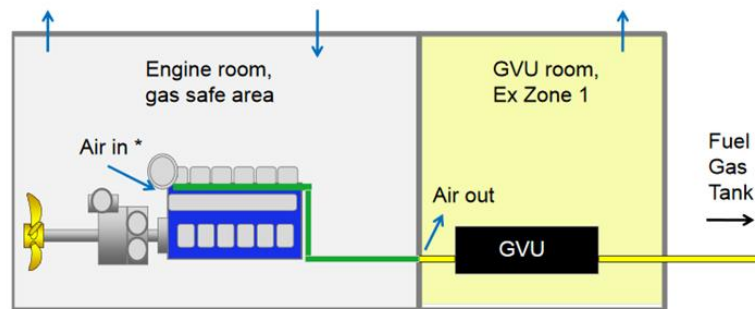 Engine room,
gas safe area
GVU room,
Ex Zone 1
Air in *
Air out
Fuel
Gas
Tank
GVU